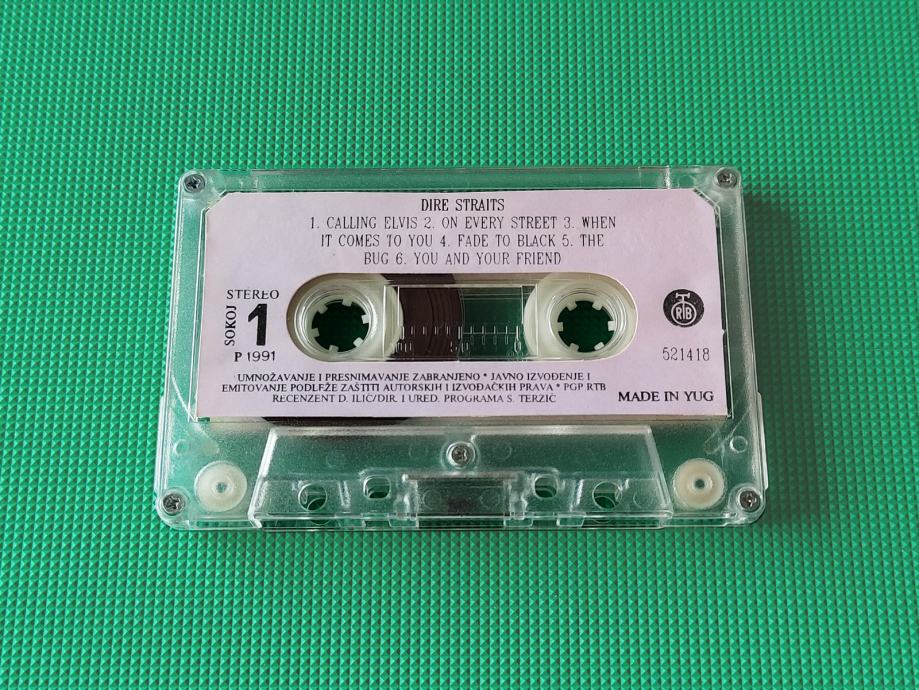 DIRE STRAITS
1. CALLING ELVIS 2. ON EVERY STREET 3. WHEN
IT COMES TO YOU 4. FADE TO BLACK 5. THE
BUG 6. YOU AND YOUR FRIEND
STEREO
SOKOJ
1
P 1991
RTB
521418
UMNOŽAVANJE I PRESNIMAVANJE ZABRANJENO * JAVNO IZVOĐENJE I
EMITOVANJE PODLEŽE ZAŠTITI AUTORSKIH I IZVOĐAČKIH PRAVA * PGP RTB
RECENZENT D. ILIĆ/DIR. I URED. PROGRAMA S. TERZIĆ
MADE IN YUG